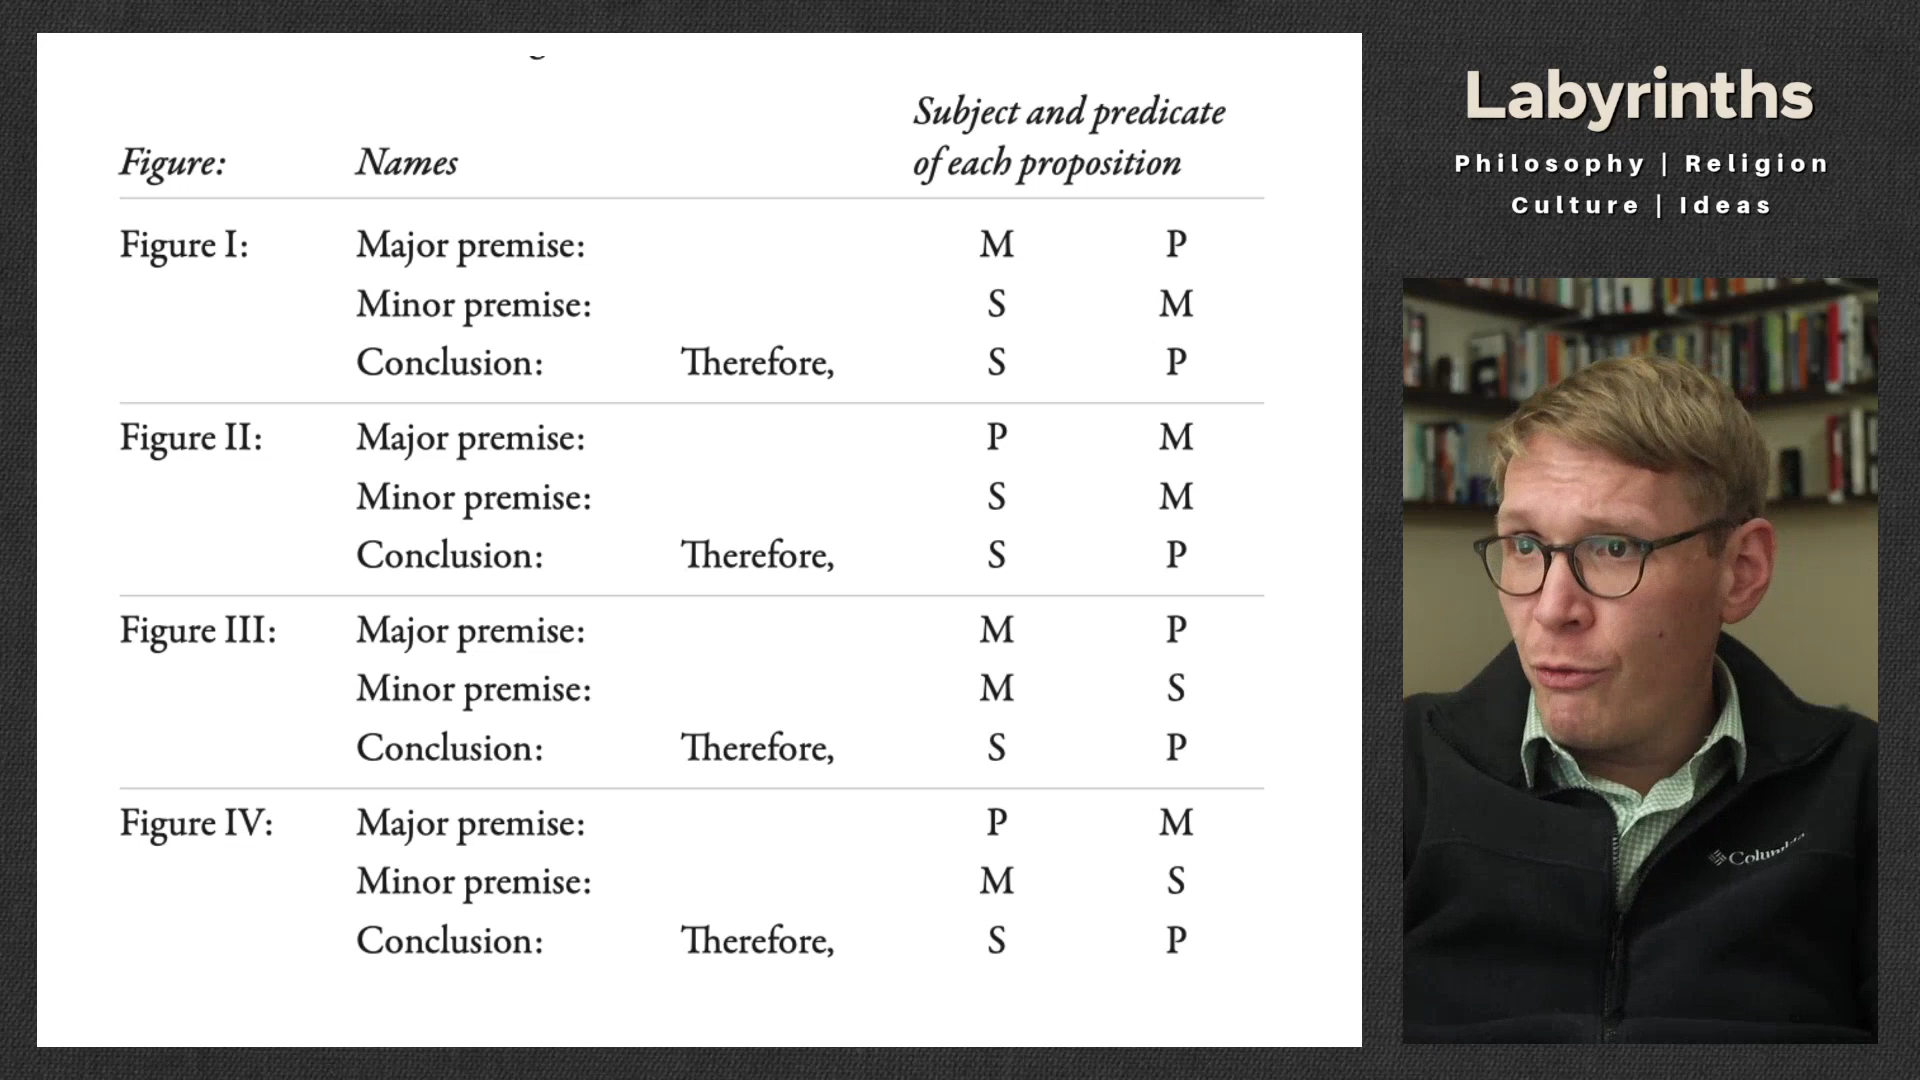 Subject and predicate
Figure: Names of each proposition
Figure I: Major premise: M P
Minor premise: S M
Conclusion: Therefore, S P
Figure II: Major premise: P M
Minor premise: S M
Conclusion: Therefore, S P
Figure III: Major premise: M P
Minor premise: M S
Conclusion: Therefore, S P
Figure IV: Major premise: P M
Minor premise: M S
Conclusion: Therefore, S P
Labyrinths
Philosophy | Religion
Culture | Ideas
Columbia